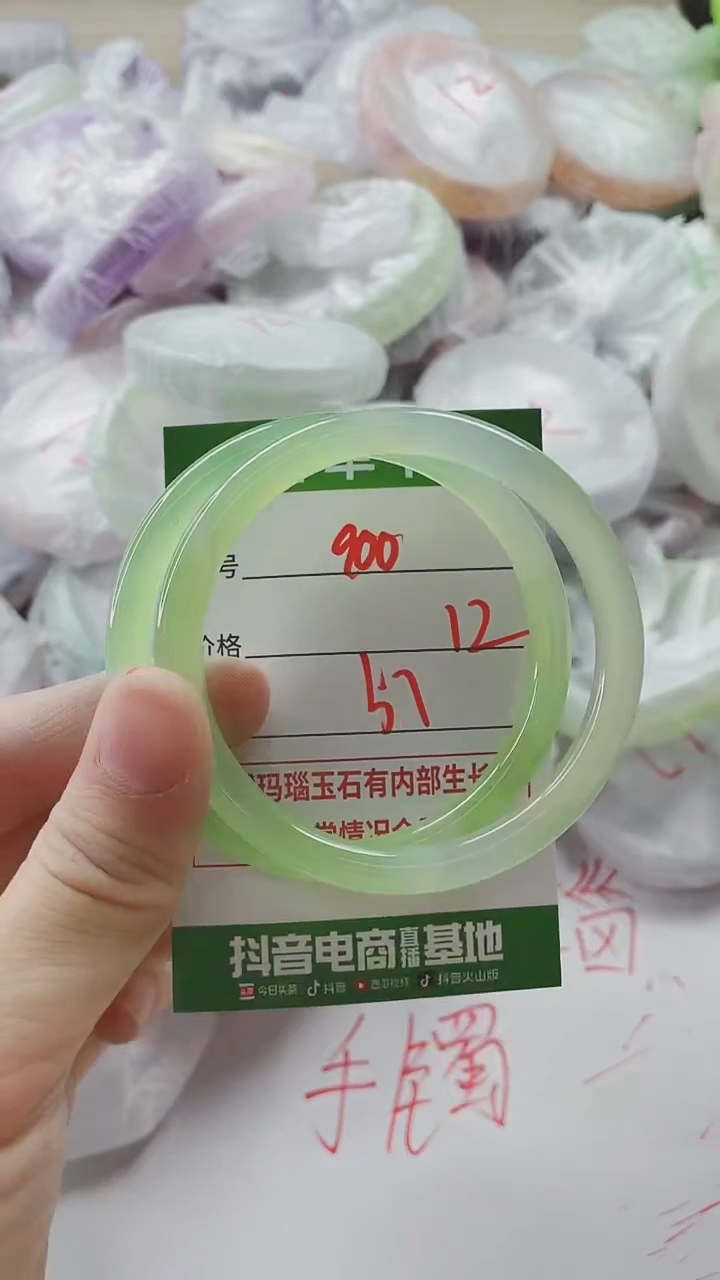 号 900
价格 12
57
玛瑙玉石有内部生长
常情况
抖音电商直播基地
今日头条 抖音 西瓜视频 抖音火山版
瑙
手镯
12